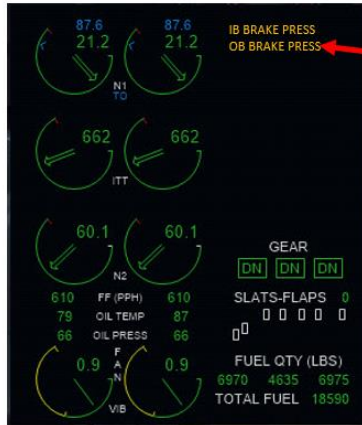 87.6 87.6
21.2 21.2
N1
TO
IB BRAKE PRESS
OB BRAKE PRESS
662 662
ITT
60.1 60.1
N2
610 FF (PPH) 610
79 OIL TEMP 87
66 OIL PRESS 66
0.9 FAN 0.9
VIB
GEAR
DN DN DN
SLATS-FLAPS 0
FUEL QTY (LBS)
6970 4635 6975
TOTAL FUEL 18590